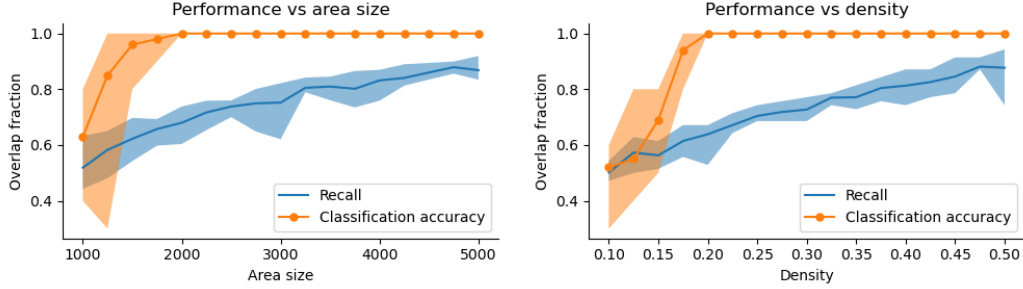 Performance vs area size
Overlap fraction
1.0
0.8
0.6
0.4
Recall
Classification accuracy
1000
2000
3000
4000
5000
Area size
Performance vs density
Overlap fraction
1.0
0.8
0.6
0.4
Recall
Classification accuracy
0.10
0.15
0.20
0.25
0.30
0.35
0.40
0.45
0.50
Density